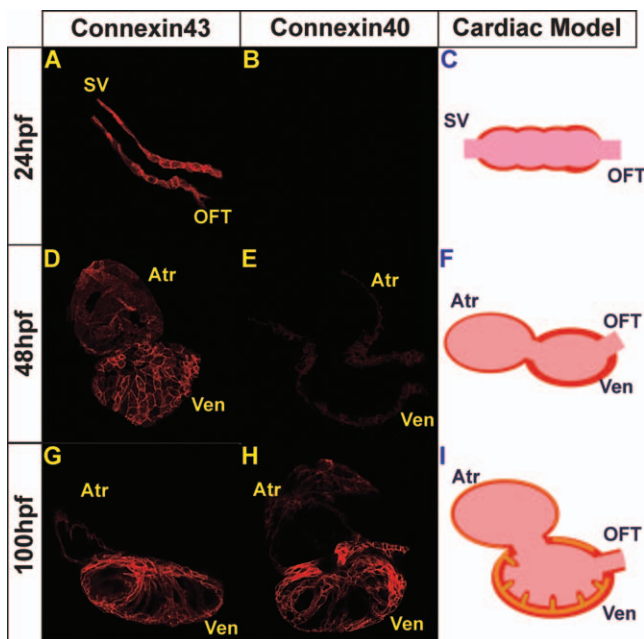 Connexin43 Connexin40 Cardiac Model
24hpf
A SV OFT
B
C SV OFT
48hpf
D Atr Ven
E Atr Ven
F Atr OFT Ven
100hpf
G Atr Ven
H Atr Ven
I Atr OFT Ven